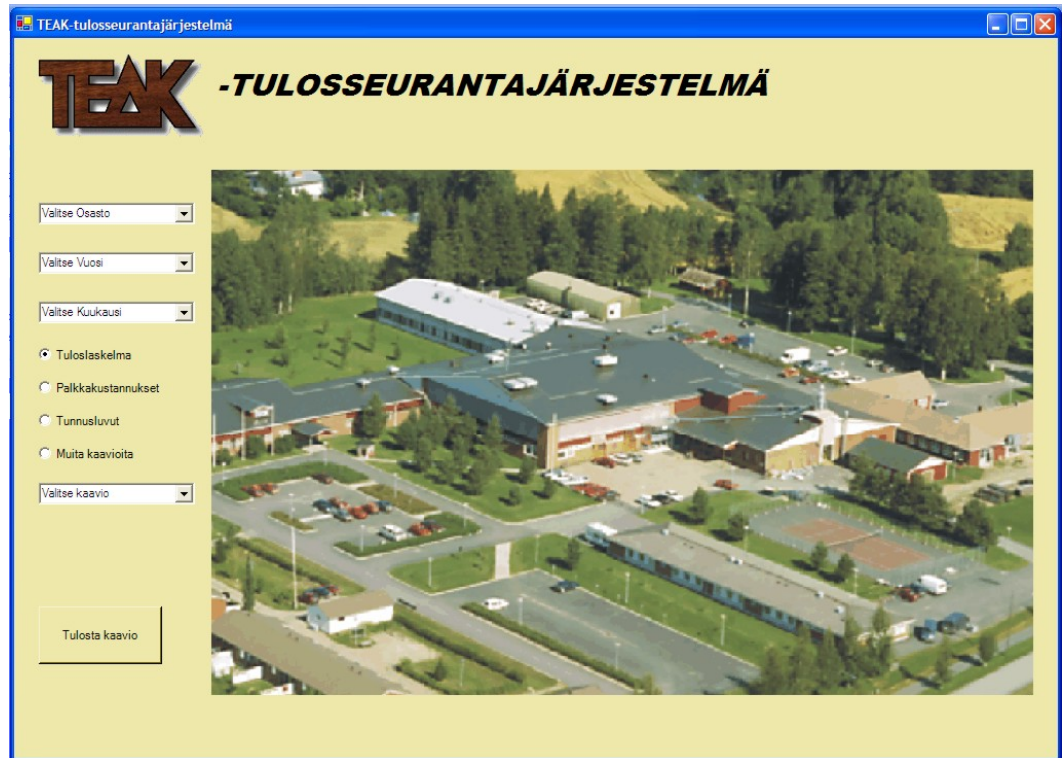 TEAK-tulosseurantajärjestelmä
TEAK -TULOSSEURANTAJÄRJESTELMÄ
Valitse Osasto
Valitse Vuosi
Valitse Kuukausi
Tuloslaskelma
Palkkakustannukset
Tunnusluvut
Muita kaavioita
Valitse kaavio
Tulosta kaavio